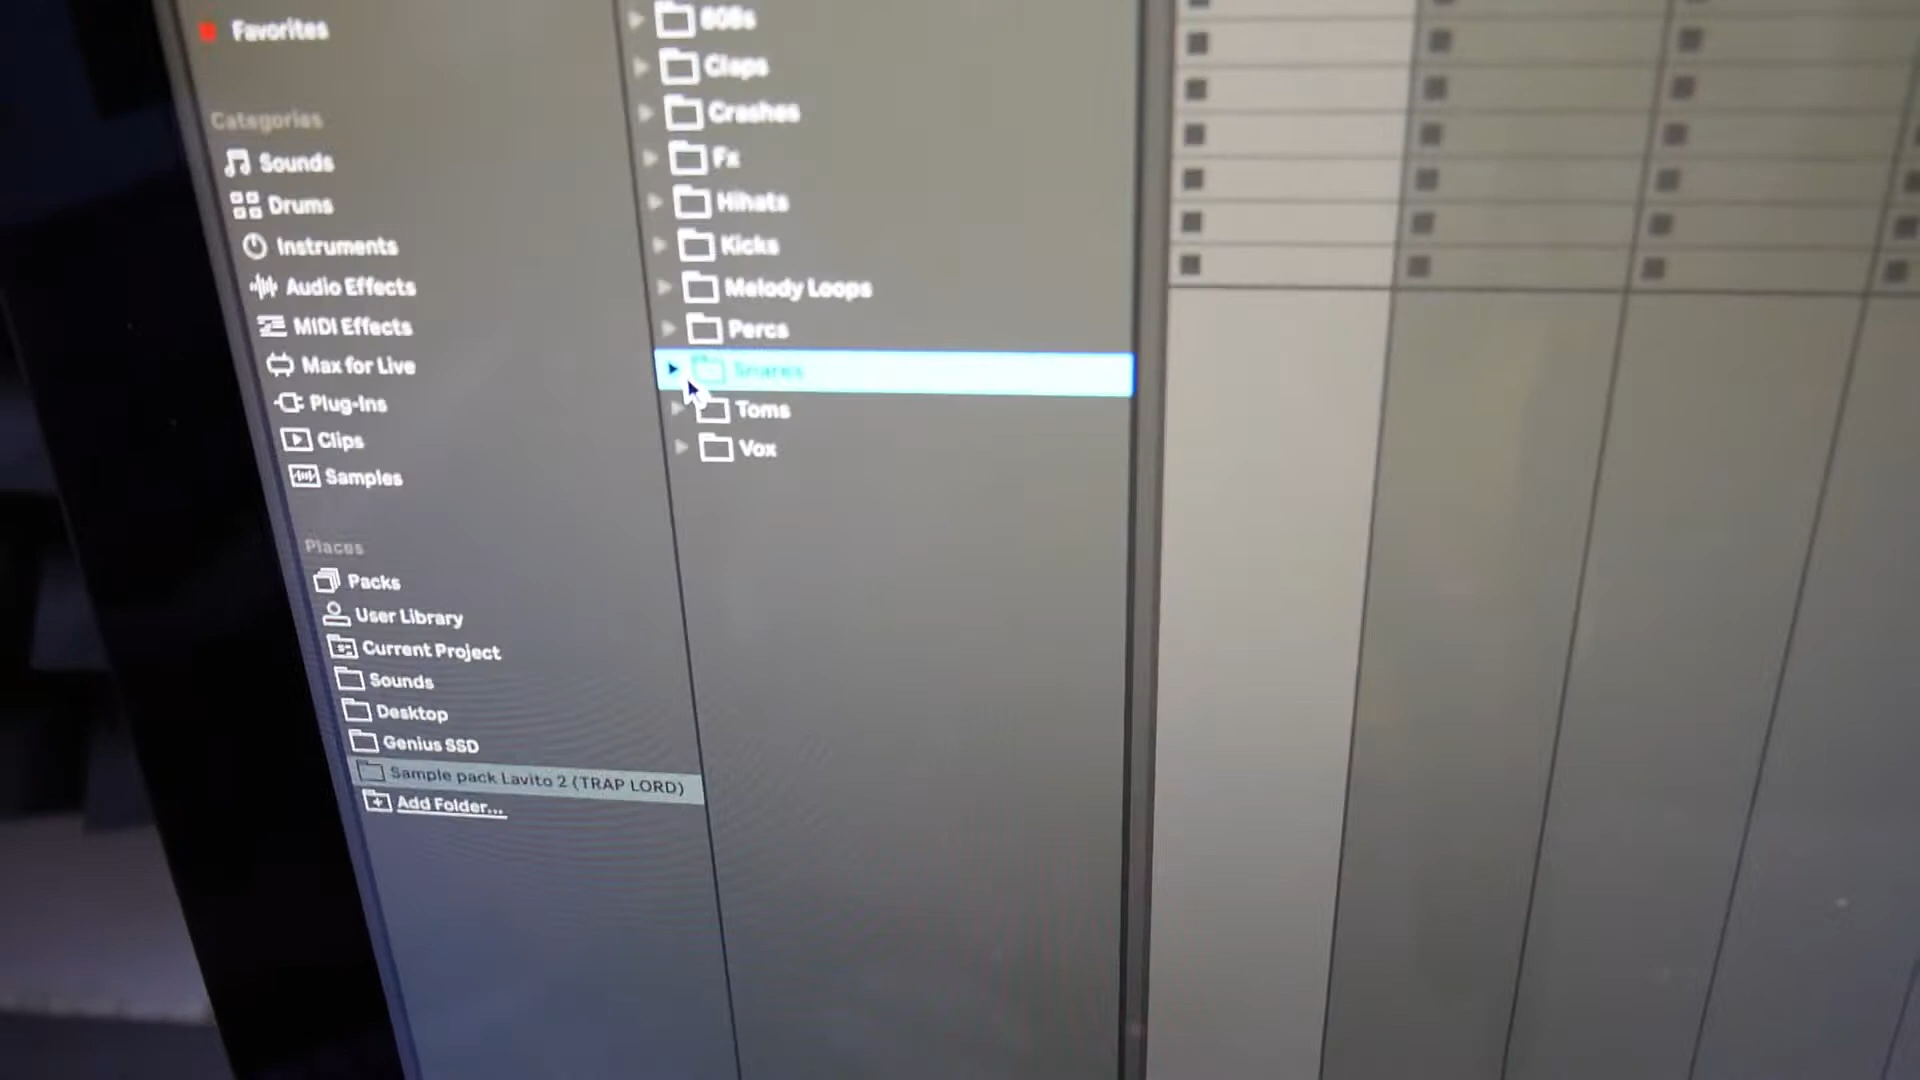 Favorites
Categories
Sounds
Drums
Instruments
Audio Effects
MIDI Effects
Max for Live
Plug-Ins
Clips
Samples
Places
Packs
User Library
Current Project
Sounds
Desktop
Genius SSD
Sample pack Lavito 2 (TRAP LORD)
Add Folder...
808s
Claps
Crashes
Fx
Hihats
Kicks
Melody Loops
Percs
Snares
Toms
Vox